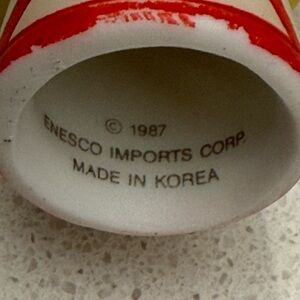 © 1987
ENESCO IMPORTS CORP.
MADE IN KOREA